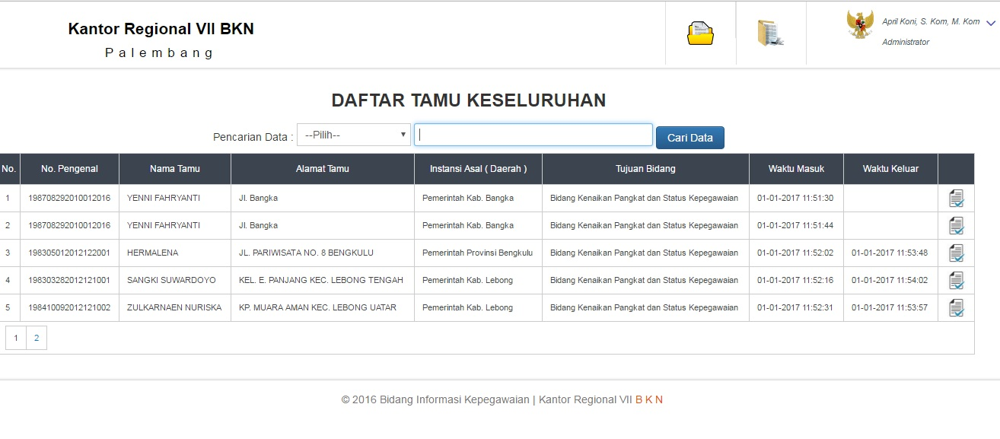 Kantor Regional VII BKN
Palembang
April Koni, S. Kom, M. Kom
Administrator
DAFTAR TAMU KESELURUHAN
Pencarian Data : --Pilih-- Cari Data
No. No. Pengenal Nama Tamu Alamat Tamu Instansi Asal ( Daerah ) Tujuan Bidang Waktu Masuk Waktu Keluar
1 198708292010012016 YENNI FAHRYANTI Jl. Bangka Pemerintah Kab. Bangka Bidang Kenaikan Pangkat dan Status Kepegawaian 01-01-2017 11:51:30
2 198708292010012016 YENNI FAHRYANTI Jl. Bangka Pemerintah Kab. Bangka Bidang Kenaikan Pangkat dan Status Kepegawaian 01-01-2017 11:51:44
3 198305012012122001 HERMALENA JL. PARIWISATA NO. 8 BENGKULU Pemerintah Provinsi Bengkulu Bidang Kenaikan Pangkat dan Status Kepegawaian 01-01-2017 11:52:02 01-01-2017 11:53:48
4 198303282012121001 SANGKI SUWARDOYO KEL. E. PANJANG KEC. LEBONG TENGAH Pemerintah Kab. Lebong Bidang Kenaikan Pangkat dan Status Kepegawaian 01-01-2017 11:52:16 01-01-2017 11:54:02
5 198410092012121002 ZULKARNAEN NURISKA KP. MUARA AMAN KEC. LEBONG UATAR Pemerintah Kab. Lebong Bidang Kenaikan Pangkat dan Status Kepegawaian 01-01-2017 11:52:31 01-01-2017 11:53:57
1 2
© 2016 Bidang Informasi Kepegawaian | Kantor Regional VII B K N